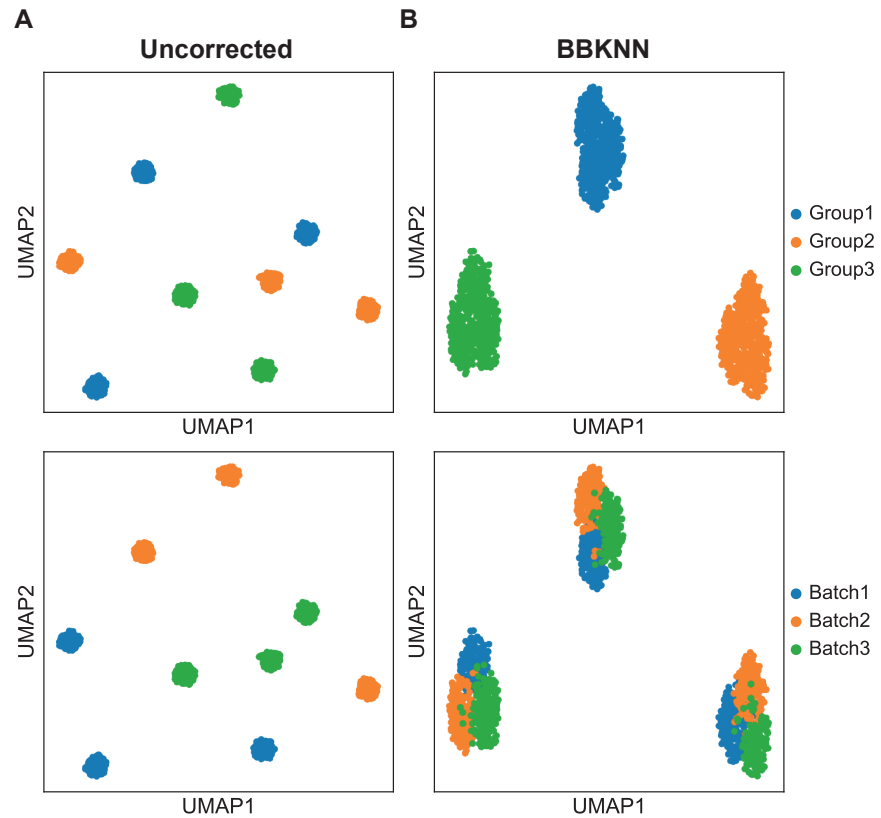 A
B
Uncorrected
BBKNN
UMAP2
UMAP1
UMAP2
UMAP1
Group1
Group2
Group3
UMAP2
UMAP1
UMAP2
UMAP1
Batch1
Batch2
Batch3